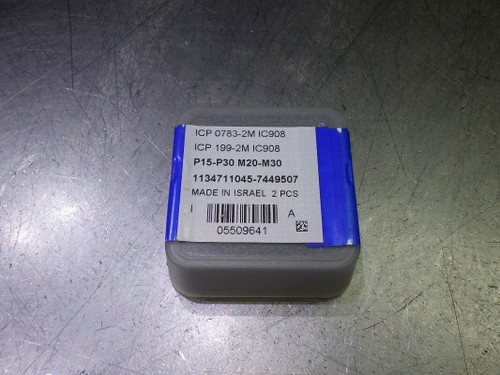 ICP 0783-2M IC908
ICP 199-2M IC908
P15-P30 M20-M30
1134711045-7449507
MADE IN ISRAEL 2 PCS
I A
05509641